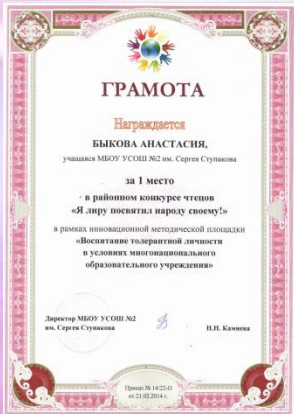 ГРАМОТА
Награждается
БЫКОВА АНАСТАСИЯ,
учащаяся МБОУ УСОШ №2 им. Сергея Ступакова
за 1 место
в районном конкурсе чтецов
«Я лиру посвятил народу своему!»
в рамках инновационной методической площадки
«Воспитание толерантной личности
в условиях многонационального
образовательного учреждения»
Директор МБОУ УСОШ №2
им. Сергея Ступакова
Н.Н. Камнева
Приказ № 14/22-О
от 21.02.2014 г.